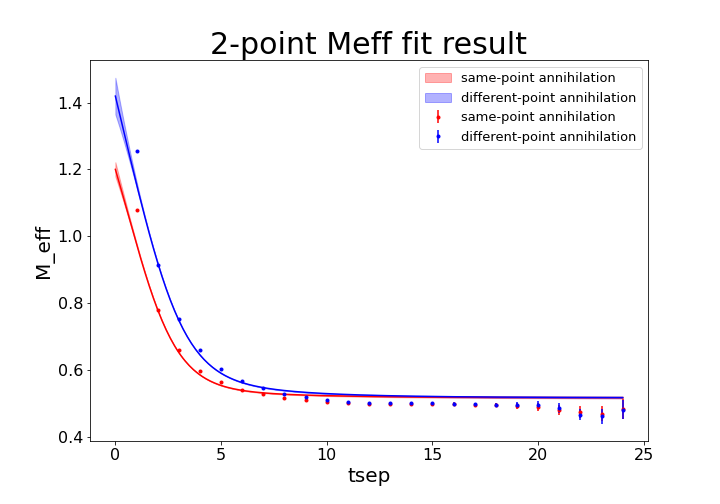 2-point Meff fit result
same-point annihilation
different-point annihilation
same-point annihilation
different-point annihilation
M_eff
1.4
1.2
1.0
0.8
0.6
0.4
0 5 10 15 20 25
tsep